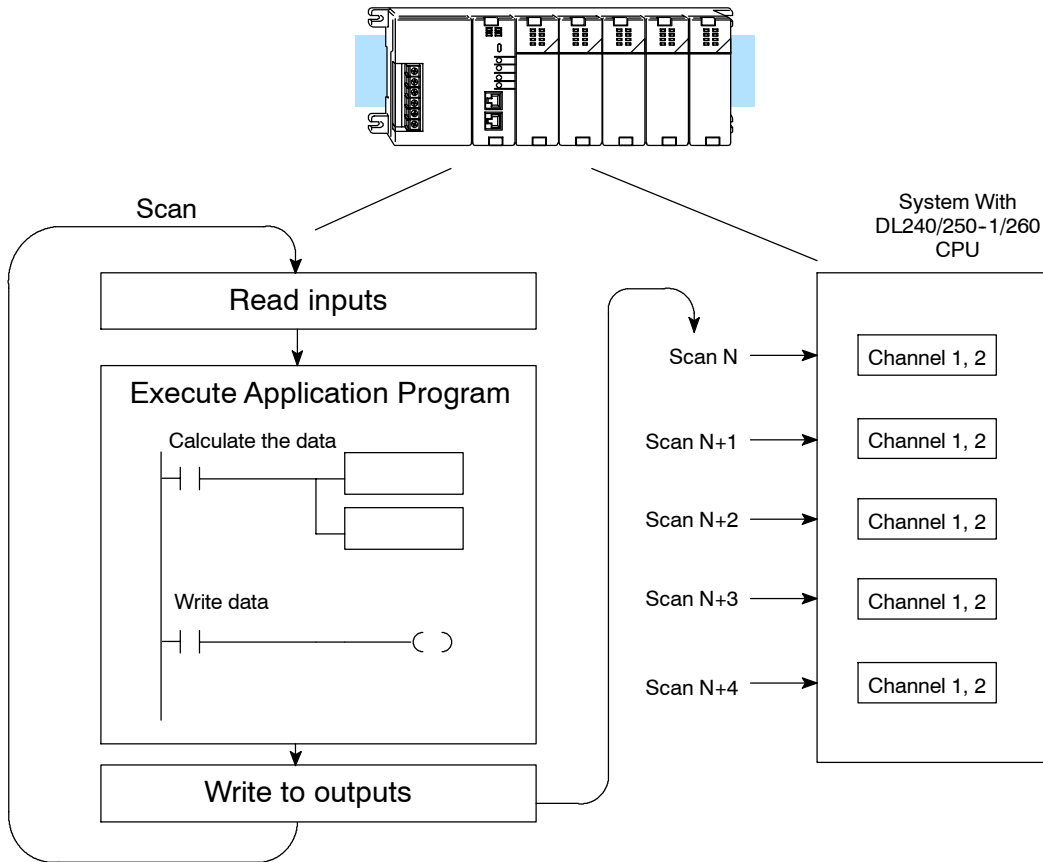 Scan
System With
DL240/250-1/260
CPU
Read inputs
Execute Application Program
Calculate the data
Write data
Write to outputs
Scan N
Channel 1, 2
Scan N+1
Channel 1, 2
Scan N+2
Channel 1, 2
Scan N+3
Channel 1, 2
Scan N+4
Channel 1, 2